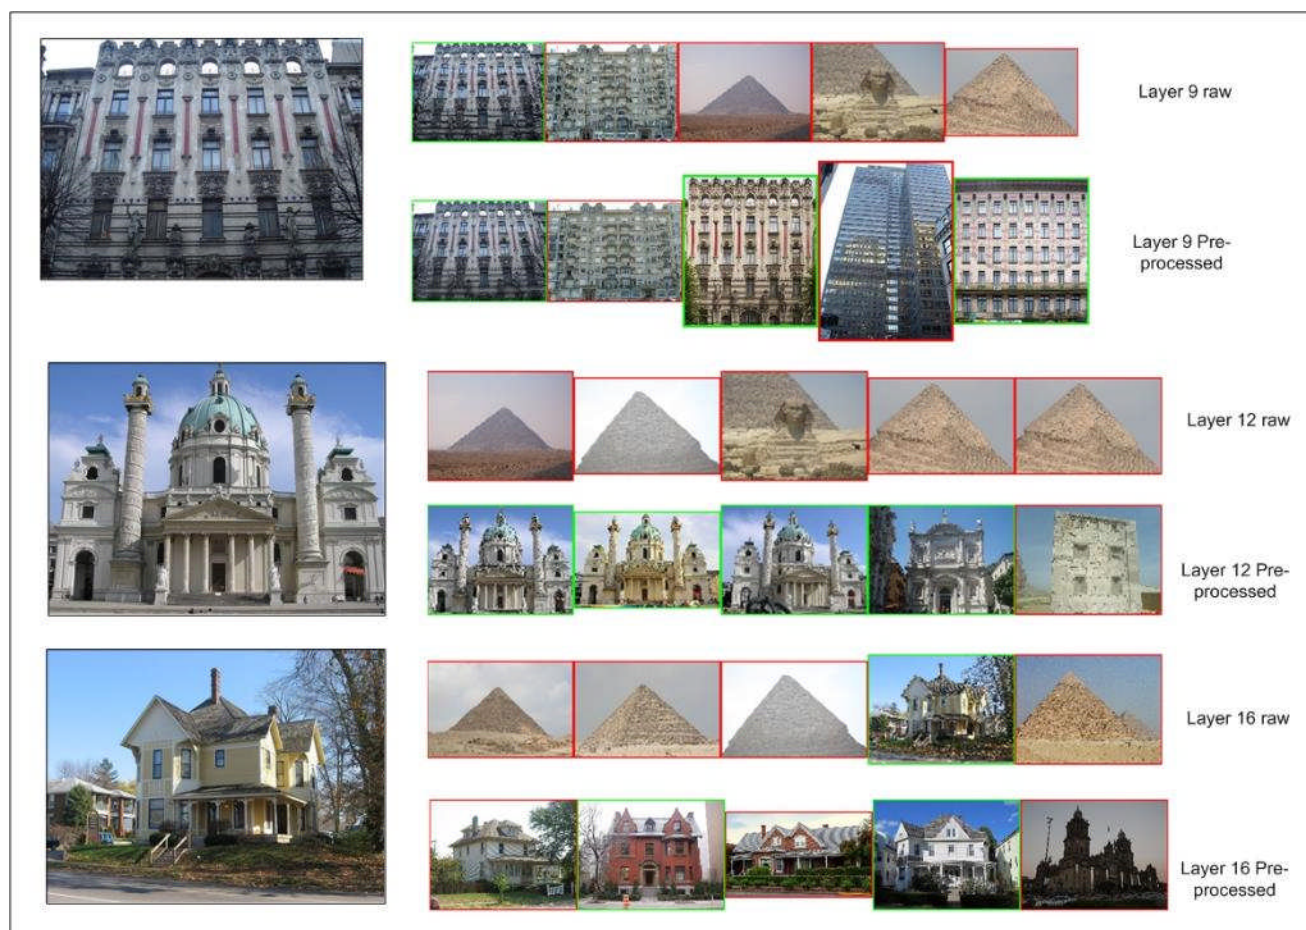 Layer 9 raw
Layer 9 Pre-
processed
Layer 12 raw
Layer 12 Pre-
processed
Layer 16 raw
Layer 16 Pre-
processed